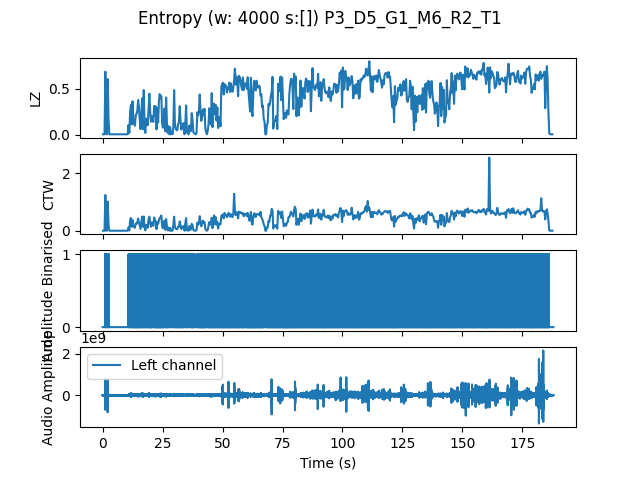 Entropy (w: 4000 s:[]) P3_D5_G1_M6_R2_T1
LZ
0.5
0.0
CTW
2
0
Amplitude Binarised
1
0
1e9
Audio Amplitude
2
0
Left channel
0
25
50
75
100
125
150
175
Time (s)